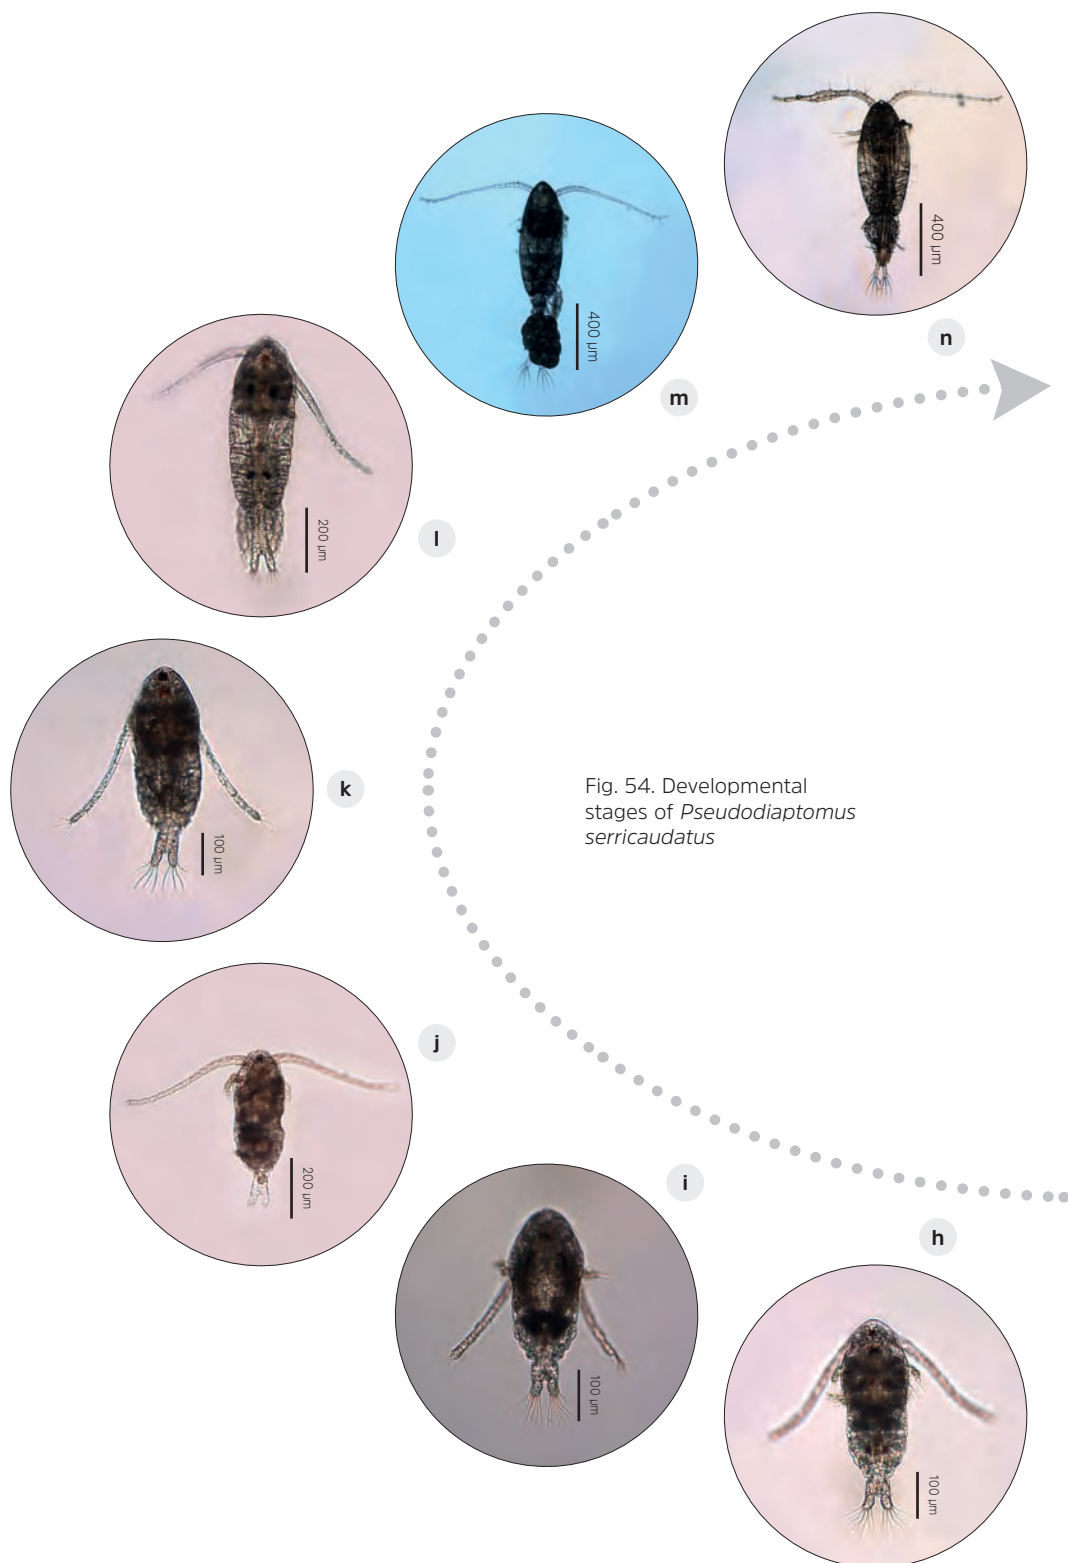 400 µm
n
400 µm
m
200 µm
l
k
100 µm
Fig. 54. Developmental
stages of Pseudodiaptomus
serricaudatus
j
200 µm
i
100 µm
h
100 µm